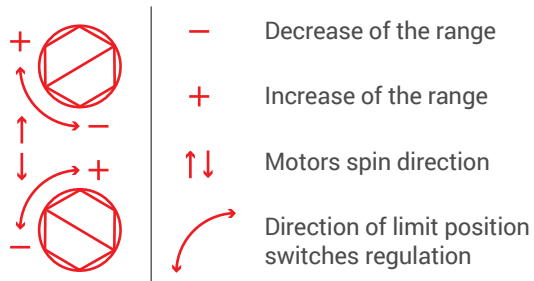 +
−
+
−
− Decrease of the range
+ Increase of the range
↑↓ Motors spin direction
Direction of limit position
switches regulation